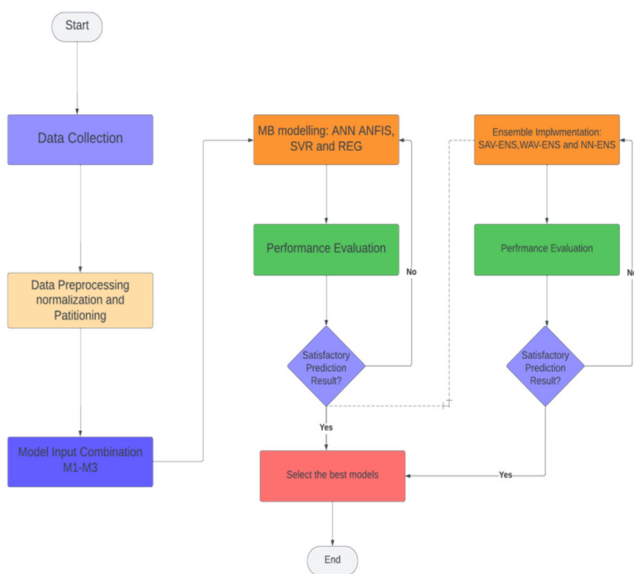 Start
Data Collection
Data Preprocessing
normalization and
Patitioning
Model Input Combination
M1-M3
MB modelling: ANN ANFIS,
SVR and REG
Performance Evaluation
No
Satisfactory
Prediction
Result?
Yes
Select the best models
End
Ensemble Implwmentation:
SAV-ENS,WAV-ENS and NN-ENS
Perfrmance Evaluation
No
Satisfactory
Prediction
Result?
Yes